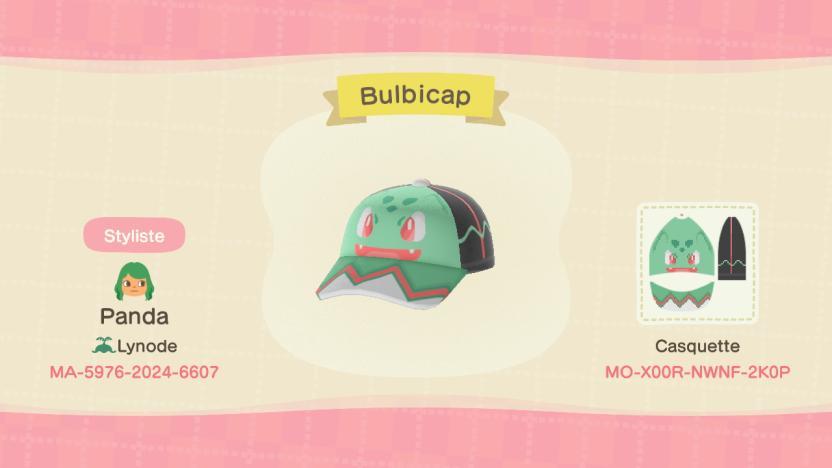 Bulbicap
Styliste
Panda
Lynode
MA-5976-2024-6607
Casquette
MO-X00R-NWNF-2K0P